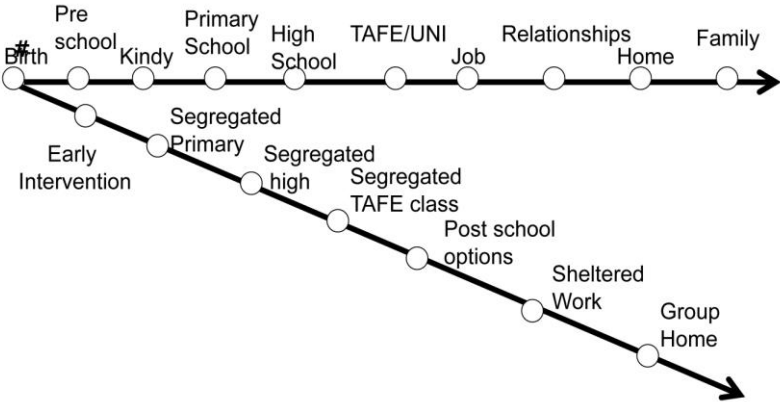 #
Birth
Pre
school
Kindy
Primary
School
High
School
TAFE/UNI
Job
Relationships
Home
Family
Early
Intervention
Segregated
Primary
Segregated
high
Segregated
TAFE class
Post school
options
Sheltered
Work
Group
Home